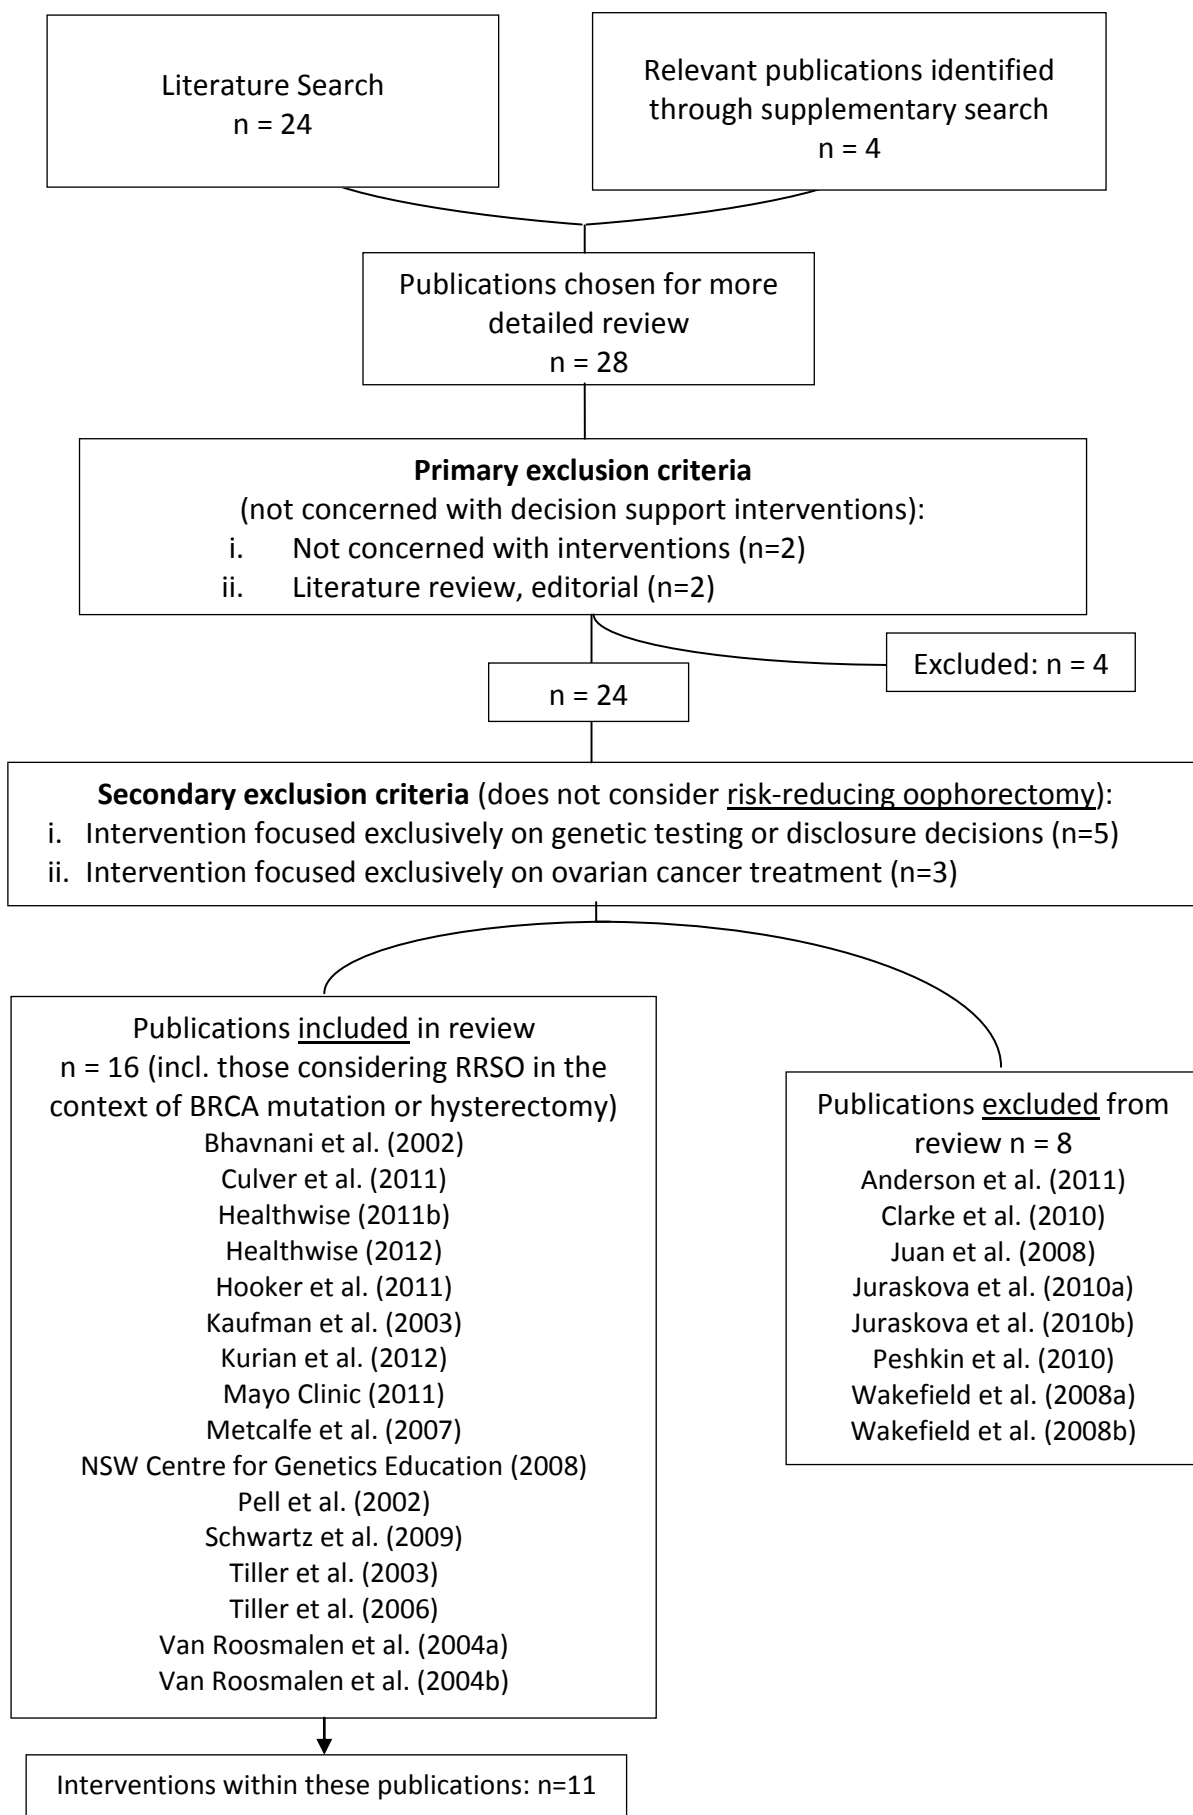 Literature Search
n = 24
Relevant publications identified
through supplementary search
n = 4
Publications chosen for more
detailed review
n = 28
Primary exclusion criteria
(not concerned with decision support interventions):
i. Not concerned with interventions (n=2)
ii. Literature review, editorial (n=2)
Excluded: n = 4
n = 24
Secondary exclusion criteria (does not consider risk-reducing oophorectomy):
i. Intervention focused exclusively on genetic testing or disclosure decisions (n=5)
ii. Intervention focused exclusively on ovarian cancer treatment (n=3)
Publications included in review
n = 16 (incl. those considering RRSO in the
context of BRCA mutation or hysterectomy)
Bhavnani et al. (2002)
Culver et al. (2011)
Healthwise (2011b)
Healthwise (2012)
Hooker et al. (2011)
Kaufman et al. (2003)
Kurian et al. (2012)
Mayo Clinic (2011)
Metcalfe et al. (2007)
NSW Centre for Genetics Education (2008)
Pell et al. (2002)
Schwartz et al. (2009)
Tiller et al. (2003)
Tiller et al. (2006)
Van Roosmalen et al. (2004a)
Van Roosmalen et al. (2004b)
Publications excluded from
review n = 8
Anderson et al. (2011)
Clarke et al. (2010)
Juan et al. (2008)
Juraskova et al. (2010a)
Juraskova et al. (2010b)
Peshkin et al. (2010)
Wakefield et al. (2008a)
Wakefield et al. (2008b)
Interventions within these publications: n=11